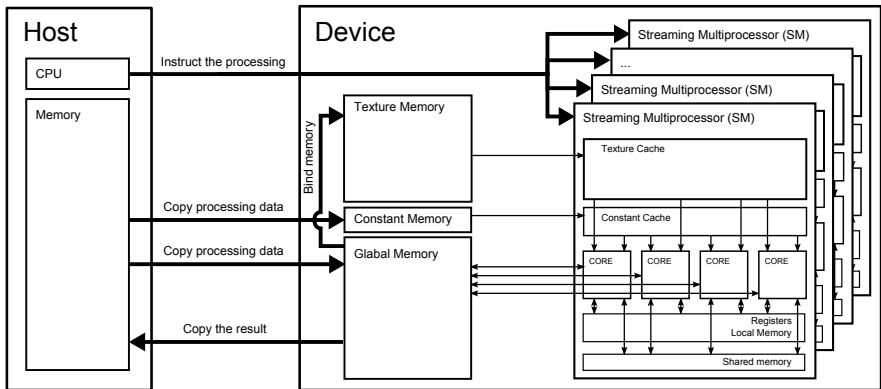 Host
CPU
Memory
Instruct the processing
Copy processing data
Copy processing data
Copy the result
Device
Bind memory
Texture Memory
Constant Memory
Global Memory
Streaming Multiprocessor (SM)
...
Streaming Multiprocessor (SM)
Streaming Multiprocessor (SM)
Texture Cache
Constant Cache
CORE
CORE
CORE
CORE
Registers
Local Memory
Shared memory